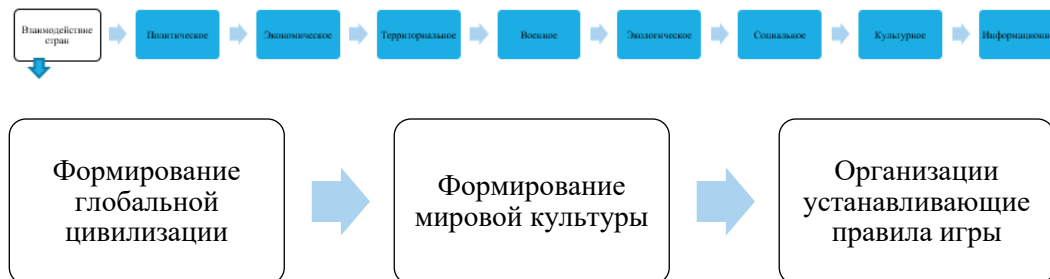 Взаимодействие
стран
Политическое
Экономическое
Территориальное
Военное
Экологическое
Социальное
Культурное
Информационн
Формирование
глобальной
цивилизации
Формирование
мировой культуры
Организации
устанавливающие
правила игры